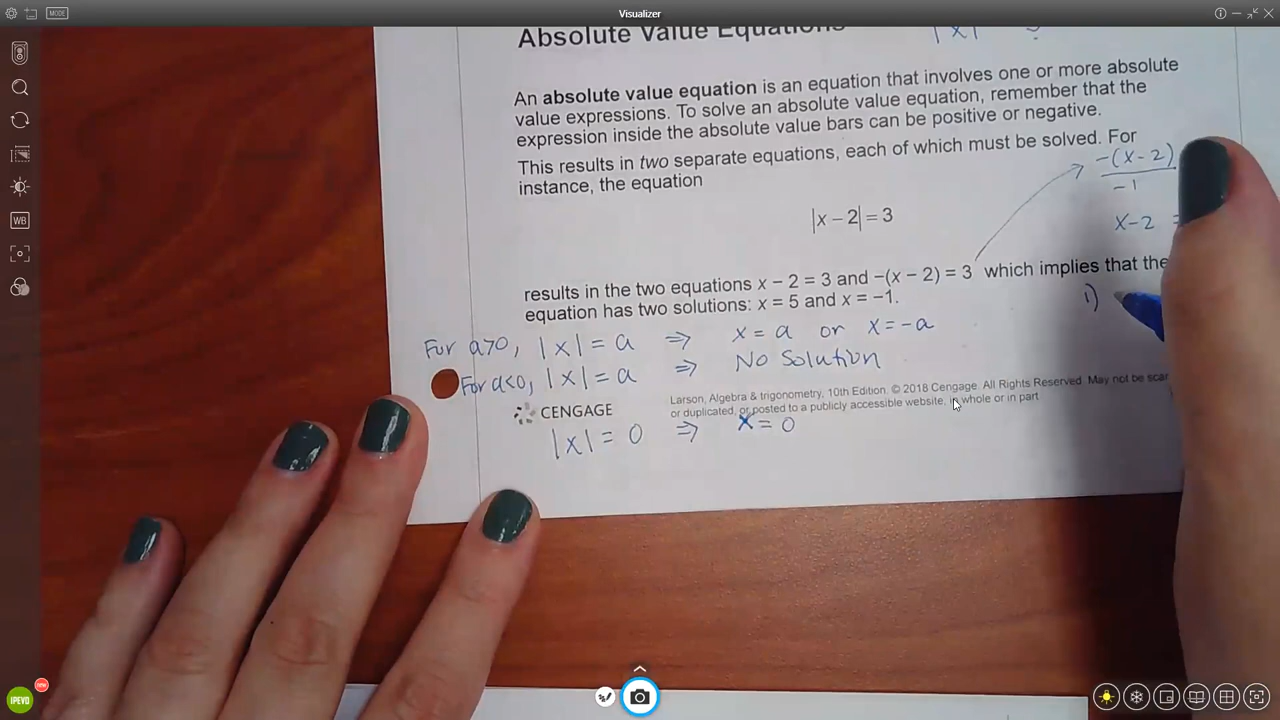 MODE
Visualizer
Absolute Value Equations
|x| ?
An absolute value equation is an equation that involves one or more absolute
value expressions. To solve an absolute value equation, remember that the
expression inside the absolute value bars can be positive or negative.
This results in two separate equations, each of which must be solved. For
instance, the equation
-(x-2)
-1
|x − 2| = 3
x-2 =
results in the two equations x − 2 = 3 and −(x − 2) = 3 which implies that the
equation has two solutions: x = 5 and x = −1.
1)
For a>0, |x| = a ⇒ x = a or x = -a
For a<0, |x| = a ⇒ No Solution
Larson, Algebra & trigonometry, 10th Edition. © 2018 Cengage. All Rights Reserved. May not be scar
CENGAGE
or duplicated, or posted to a publicly accessible website, in whole or in part
|x| = 0 ⇒ x = 0
IPEVO
new
WB